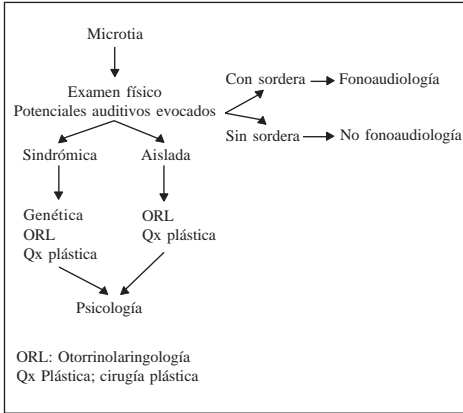 Microtia
Examen físico
Potenciales auditivos evocados
Con sordera
Fonoaudiología
Sin sordera
No fonoaudiología
Sindrómica
Aislada
Genética
ORL
Qx plástica
ORL
Qx plástica
Psicología
ORL: Otorrinolaringología
Qx Plástica; cirugía plástica